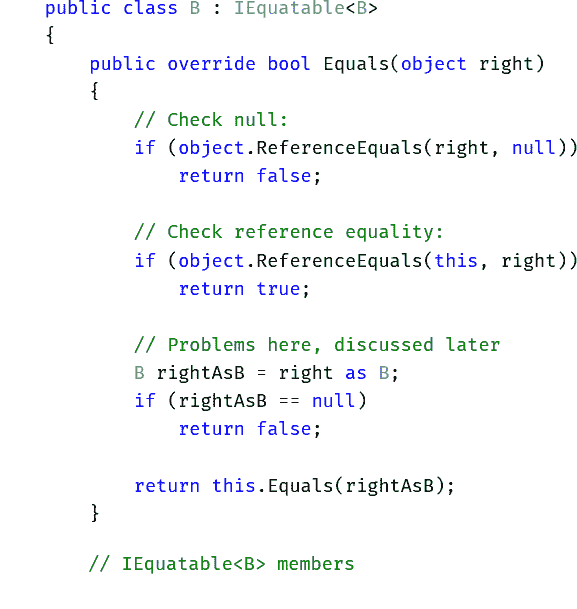 public class B : IEquatable<B>
{
public override bool Equals(object right)
{
// Check null:
if (object.ReferenceEquals(right, null))
return false;
// Check reference equality:
if (object.ReferenceEquals(this, right))
return true;
// Problems here, discussed later
B rightAsB = right as B;
if (rightAsB == null)
return false;
return this.Equals(rightAsB);
}
// IEquatable<B> members